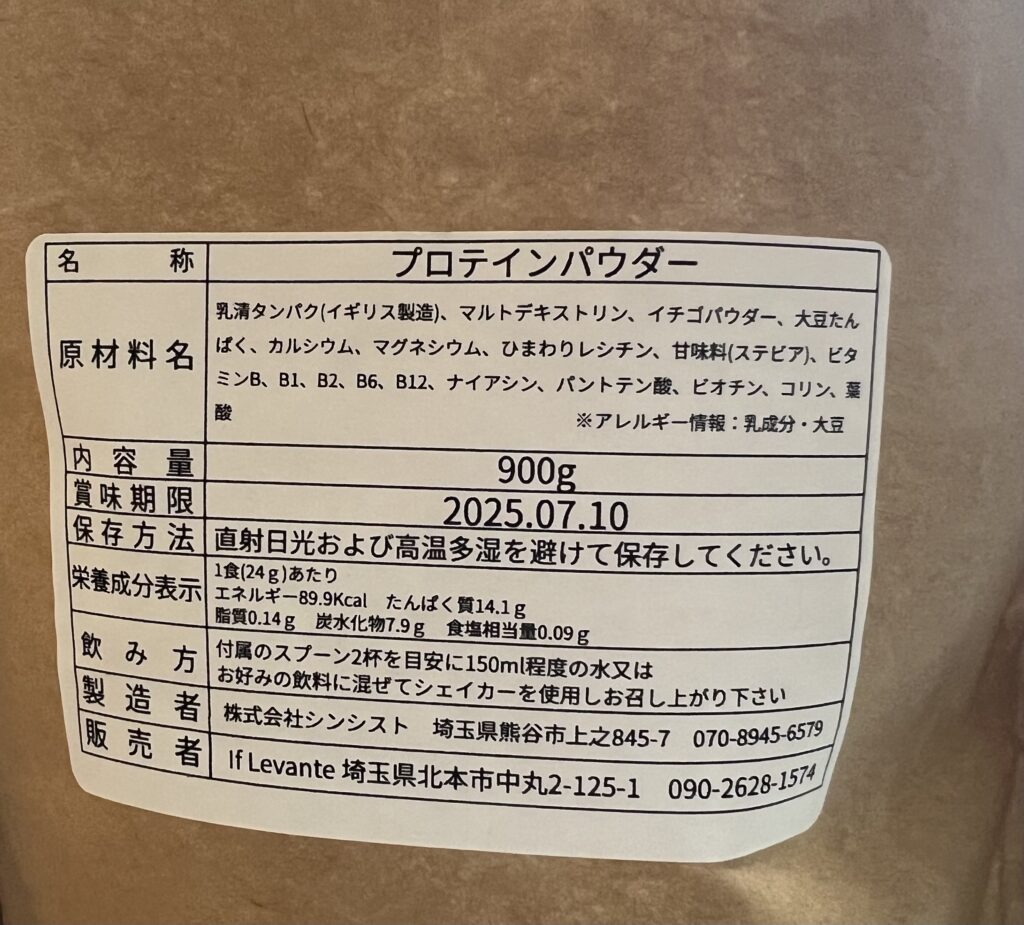 名称 プロテインパウダー
原材料名 乳清タンパク(イギリス製造)、マルトデキストリン、イチゴパウダー、大豆たん
ぱく、カルシウム、マグネシウム、ひまわりレシチン、甘味料(ステビア)、ビタ
ミンB、B1、B2、B6、B12、ナイアシン、パントテン酸、ビオチン、コリン、葉
酸 ※アレルギー情報：乳成分・大豆
内容量 900g
賞味期限 2025.07.10
保存方法 直射日光および高温多湿を避けて保存してください。
栄養成分表示 1食(24ｇ)あたり
エネルギー89.9Kcal たんぱく質14.1ｇ
脂質0.14ｇ 炭水化物7.9ｇ 食塩相当量0.09ｇ
飲み方 付属のスプーン2杯を目安に150ml程度の水又は
お好みの飲料に混ぜてシェイカーを使用しお召し上がり下さい
製造者 株式会社シンシスト 埼玉県熊谷市上之845-7 070-8945-6579
販売者 If Levante 埼玉県北本市中丸2-125-1 090-2628-1574